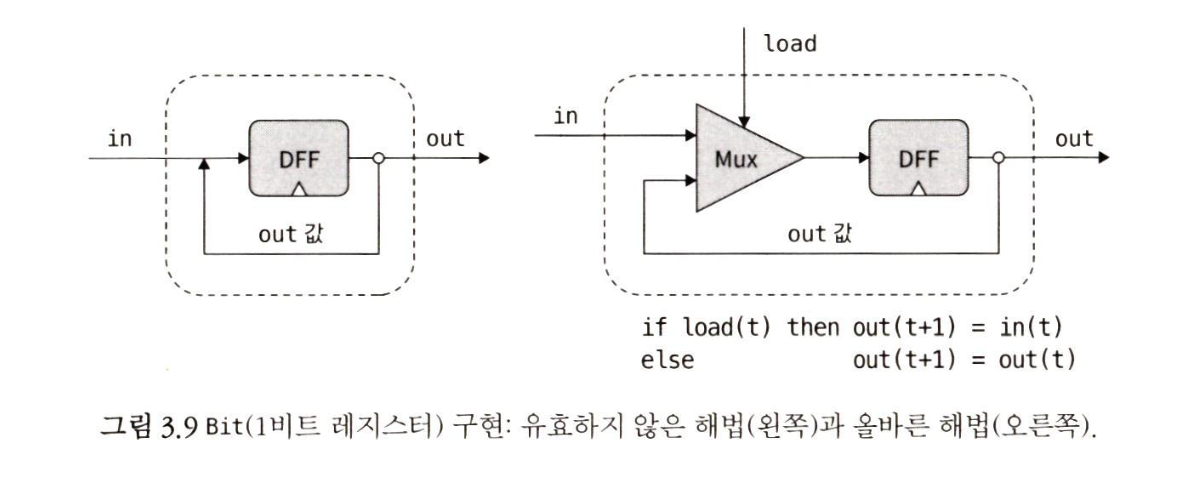 in
DFF
out
out 값
load
in
Mux
DFF
out
out 값
if load(t) then out(t+1) = in(t)
else out(t+1) = out(t)
그림 3.9 Bit(1비트 레지스터) 구현: 유효하지 않은 해법(왼쪽)과 올바른 해법(오른쪽).